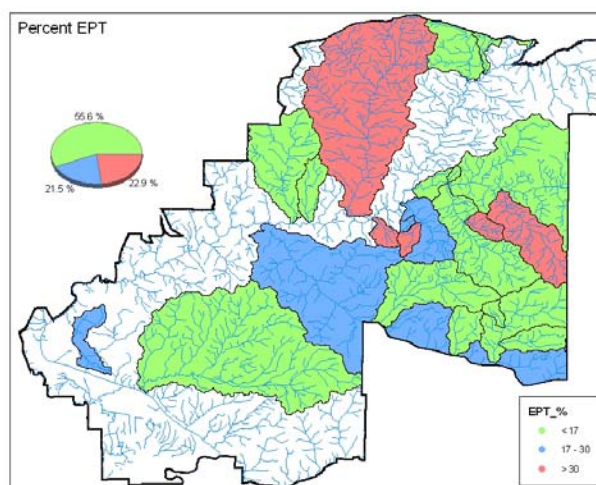 Percent EPT
55.6 %
21.5 %
22.9 %
EPT_%
< 17
17 - 30
> 30